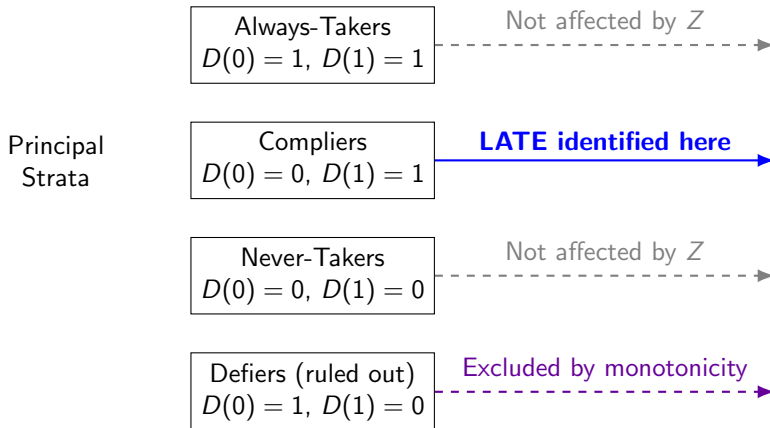 Always-Takers
D(0) = 1, D(1) = 1
Not affected by Z
Principal
Strata
Compliers
D(0) = 0, D(1) = 1
LATE identified here
Never-Takers
D(0) = 0, D(1) = 0
Not affected by Z
Defiers (ruled out)
D(0) = 1, D(1) = 0
Excluded by monotonicity